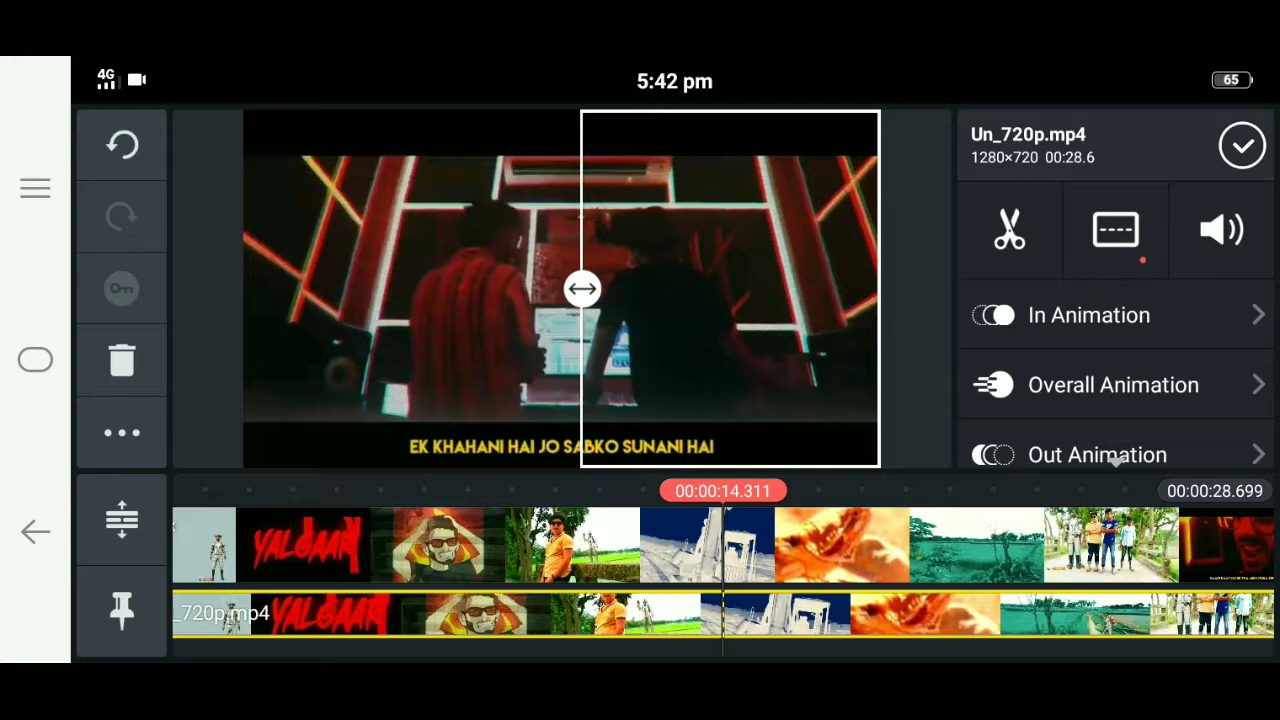 4G
5:42 pm
65
Un_720p.mp4
1280×720 00:28.6
In Animation
Overall Animation
Out Animation
EK KHAHANI HAI JO SABKO SUNANI HAI
00:00:14.311
00:00:28.699
YALGAAR
_720p.mp4
YALGAAR